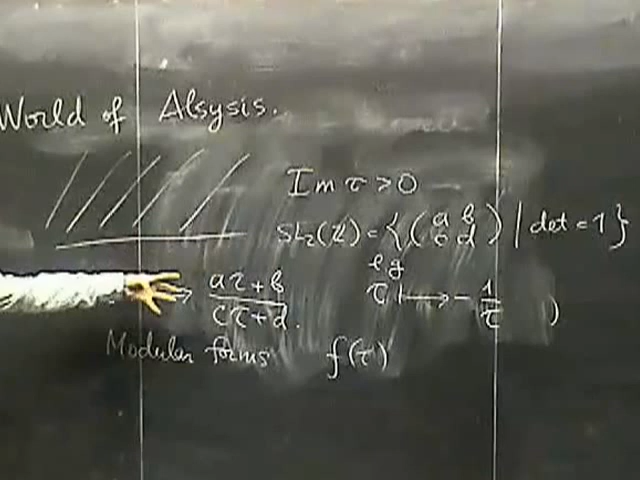 World of Alsysis.
Im τ > 0
SL₂(ℤ) = {(a b c d) | det = 1}
eg
→ aτ+b / cτ+d. τ ↦ -1/τ )
Modular forms f(τ)